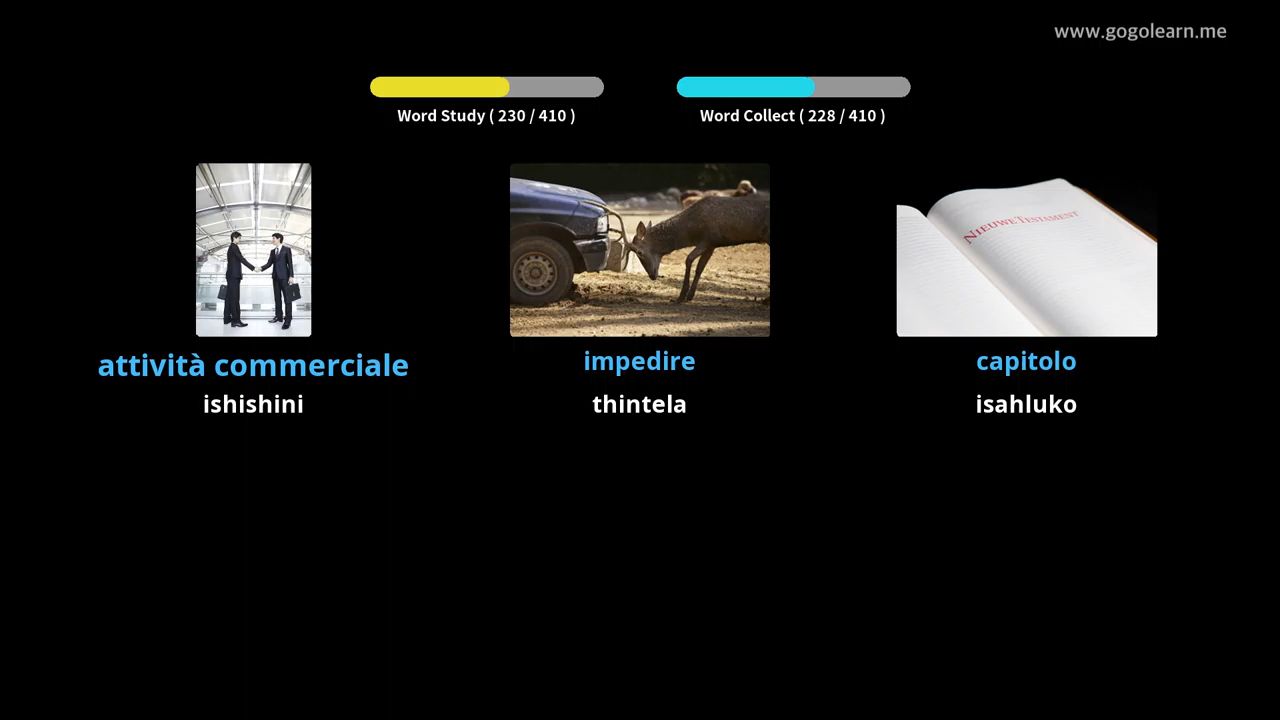 www.gogolearn.me
Word Study ( 230 / 410 )
Word Collect ( 228 / 410 )
NIEUWE TESTAMENT
attività commerciale
impedire
capitolo
ishishini
thintela
isahluko